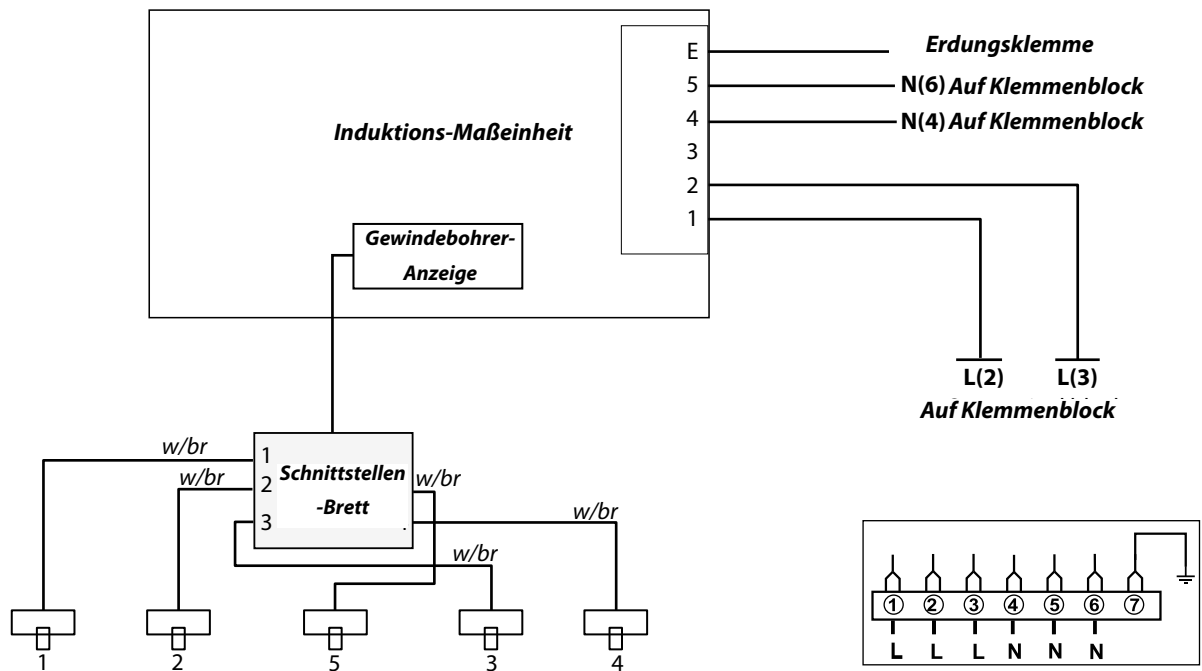 E
Erdungsklemme
5
N(6) Auf Klemmenblock
4
N(4) Auf Klemmenblock
Induktions-Maßeinheit
3
2
1
Gewindebohrer-
Anzeige
L(2) L(3)
Auf Klemmenblock
w/br
1
w/br
2
Schnittstellen
-Brett
w/br
3
w/br
w/br
1 2 5 3 4
1 2 3 4 5 6 7
L L L N N N